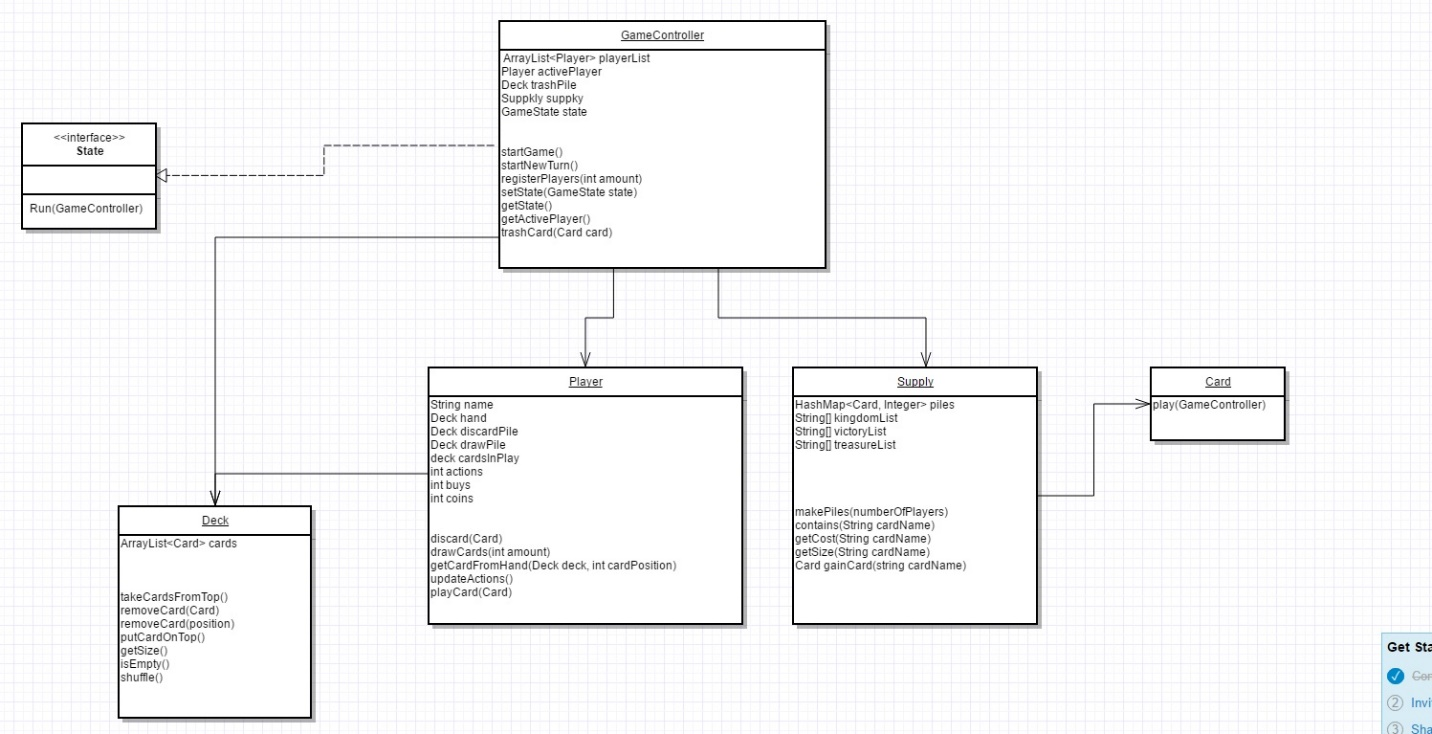 GameController
ArrayList<Player> playerList
Player activePlayer
Deck trashPile
Suppkly suppky
GameState state
startGame()
startNewTurn()
registerPlayers(int amount)
setState(GameState state)
getState()
getActivePlayer()
trashCard(Card card)
<<interface>>
State
Run(GameController)
Player
String name
Deck hand
Deck discardPile
Deck drawPile
deck cardsInPlay
int actions
int buys
int coins
discard(Card)
drawCards(int amount)
getCardFromHand(Deck deck, int cardPosition)
updateActions()
playCard(Card)
Supply
HashMap<Card, Integer> piles
String[] kingdomList
String[] victoryList
String[] treasureList
makePiles(numberOfPlayers)
contains(String cardName)
getCost(String cardName)
getSize(String cardName)
Card gainCard(string cardName)
Card
play(GameController)
Deck
ArrayList<Card> cards
takeCardsFromTop()
removeCard(Card)
removeCard(position)
putCardOnTop()
getSize()
isEmpty()
shuffle()
Get Sta
Con
2 Invi
3 Sha